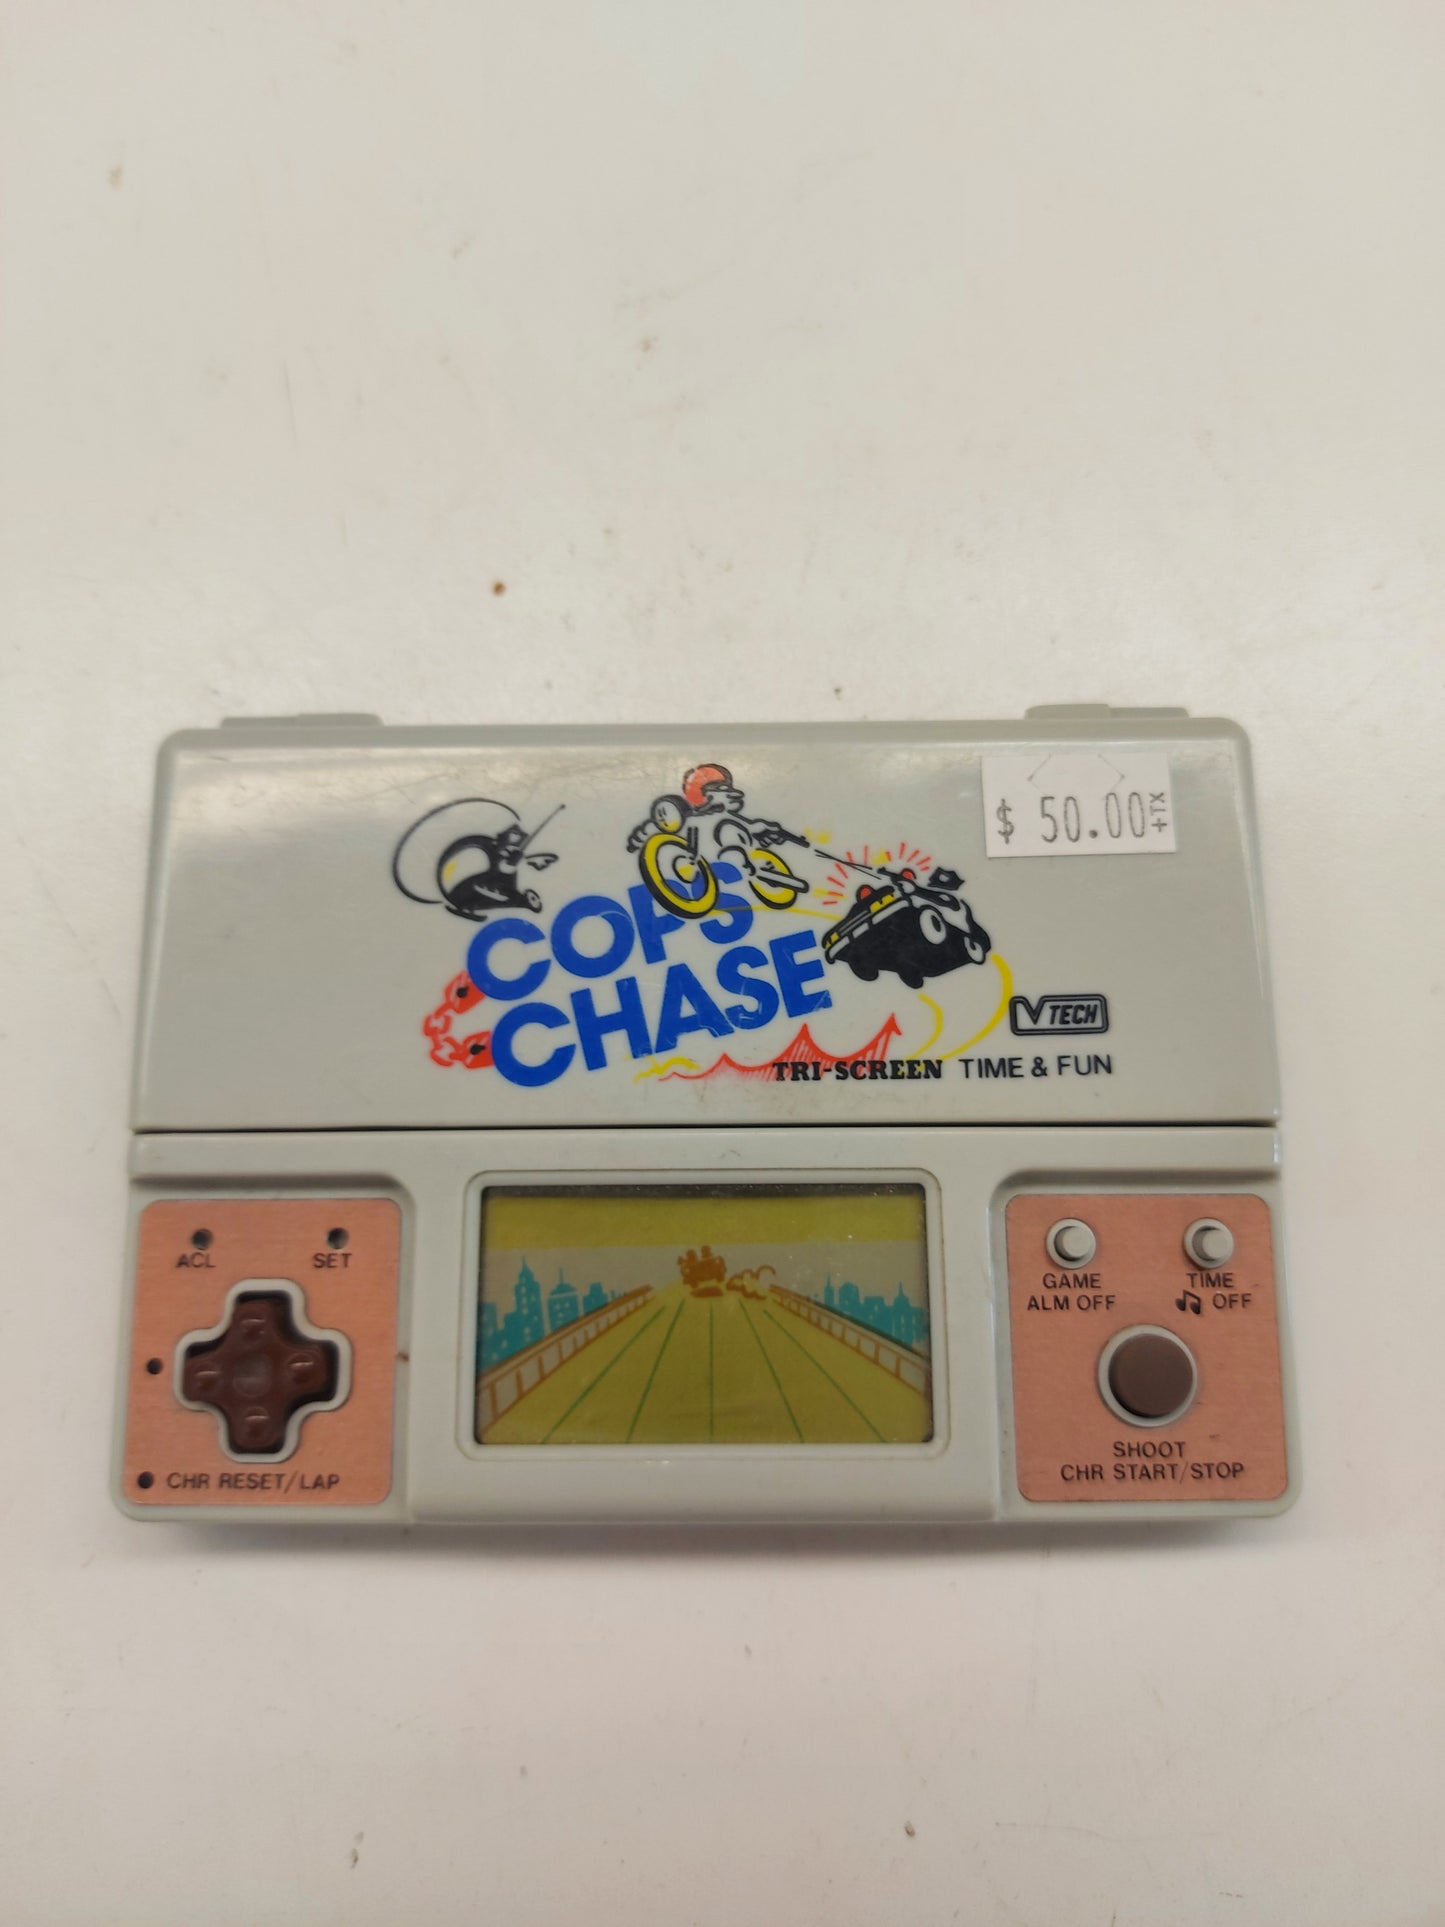 $ 50.00 +TX
COPS
CHASE
VTECH
TRI-SCREEN TIME & FUN
ACL SET
GAME TIME
ALM OFF ♫ OFF
SHOOT
CHR RESET/LAP CHR START/STOP